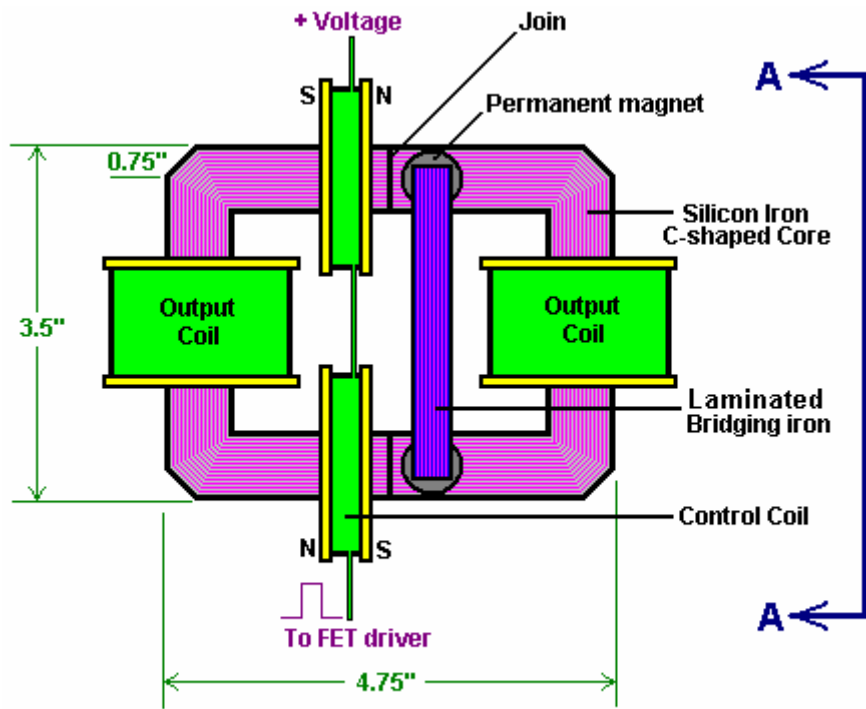 + Voltage
Join
S
N
A
Permanent magnet
0.75"
Silicon Iron
C-shaped Core
Output
Coil
Output
Coil
3.5"
Laminated
Bridging iron
Control Coil
N
S
To FET driver
A
4.75"